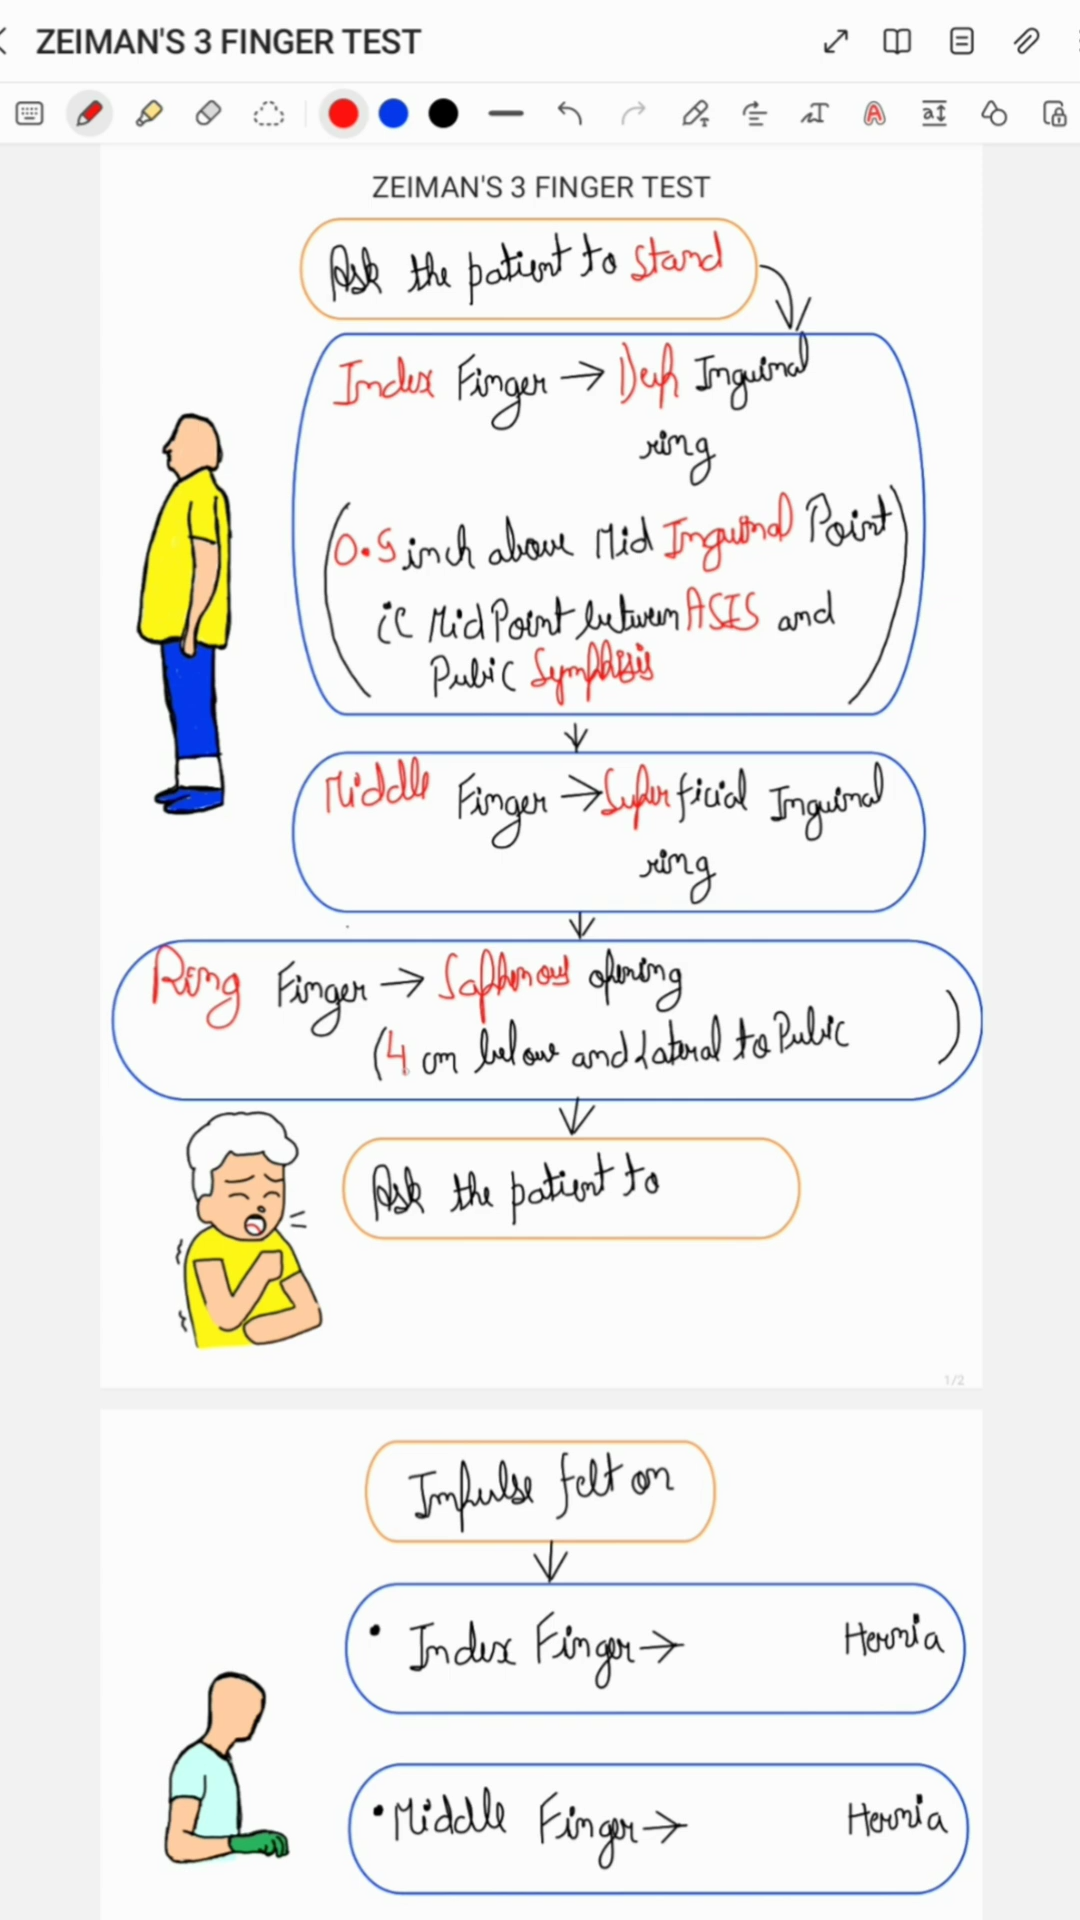 ZEIMAN'S 3 FINGER TEST
ZEIMAN'S 3 FINGER TEST
Ask the patient to stand
Index Finger → Deep Inguinal
ring
(0.5 inch above Mid Inguinal Point
ie Mid Point between ASIS and
Pubic Symphisis)
Middle Finger → Superficial Inguinal
ring
Ring Finger → Saphenous opening
(4 cm below and Lateral to Pubic )
Ask the patient to
1/2
Impulse felt on
• Index Finger → Hernia
• Middle Finger → Hernia